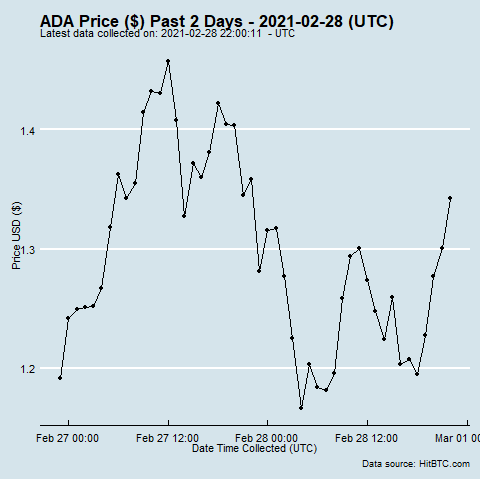 ADA Price ($) Past 2 Days - 2021-02-28 (UTC)
Latest data collected on: 2021-02-28 22:00:11 - UTC
1.4
1.3
1.2
Price USD ($)
Feb 27 00:00
Feb 27 12:00
Feb 28 00:00
Feb 28 12:00
Mar 01 0
Date Time Collected (UTC)
Data source: HitBTC.com